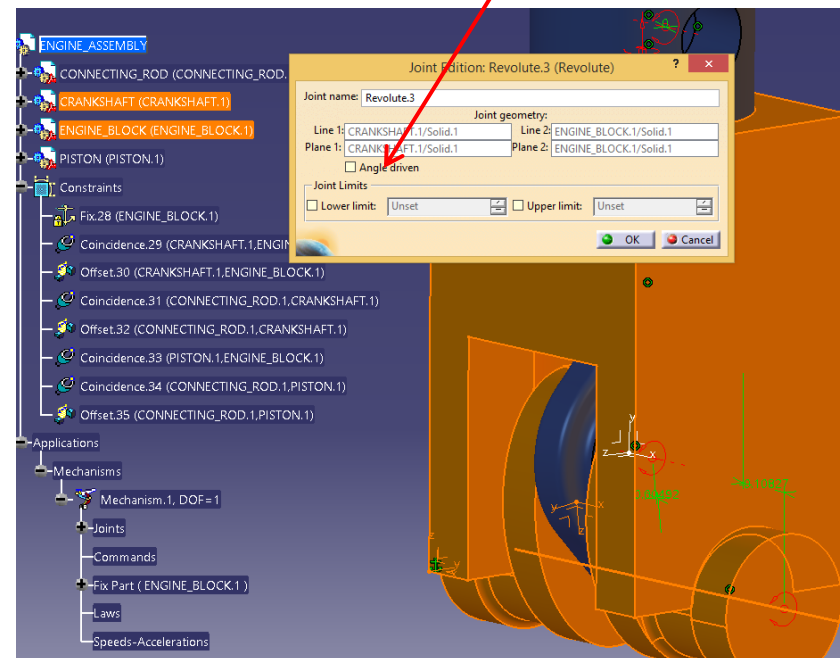 ENGINE_ASSEMBLY
CONNECTING_ROD (CONNECTING_ROD.
CRANKSHAFT (CRANKSHAFT.1)
ENGINE_BLOCK (ENGINE_BLOCK.1)
PISTON (PISTON.1)
Constraints
Fix.28 (ENGINE_BLOCK.1)
Coincidence.29 (CRANKSHAFT.1,ENGIN
Offset.30 (CRANKSHAFT.1,ENGINE_BLOCK.1)
Coincidence.31 (CONNECTING_ROD.1,CRANKSHAFT.1)
Offset.32 (CONNECTING_ROD.1,CRANKSHAFT.1)
Coincidence.33 (PISTON.1,ENGINE_BLOCK.1)
Coincidence.34 (CONNECTING_ROD.1,PISTON.1)
Offset.35 (CONNECTING_ROD.1,PISTON.1)
Applications
Mechanisms
Mechanism.1, DOF=1
Joints
Commands
Fix Part ( ENGINE_BLOCK.1 )
Laws
Speeds-Accelerations
Joint Edition: Revolute.3 (Revolute) ? ×
Joint name: Revolute.3
Joint geometry:
Line 1: CRANKSHAFT.1/Solid.1 Line 2: ENGINE_BLOCK.1/Solid.1
Plane 1: CRANKSHAFT.1/Solid.1 Plane 2: ENGINE_BLOCK.1/Solid.1
Angle driven
Joint Limits
Lower limit: Unset Upper limit: Unset
OK Cancel
y
z x
y x
z
z
y